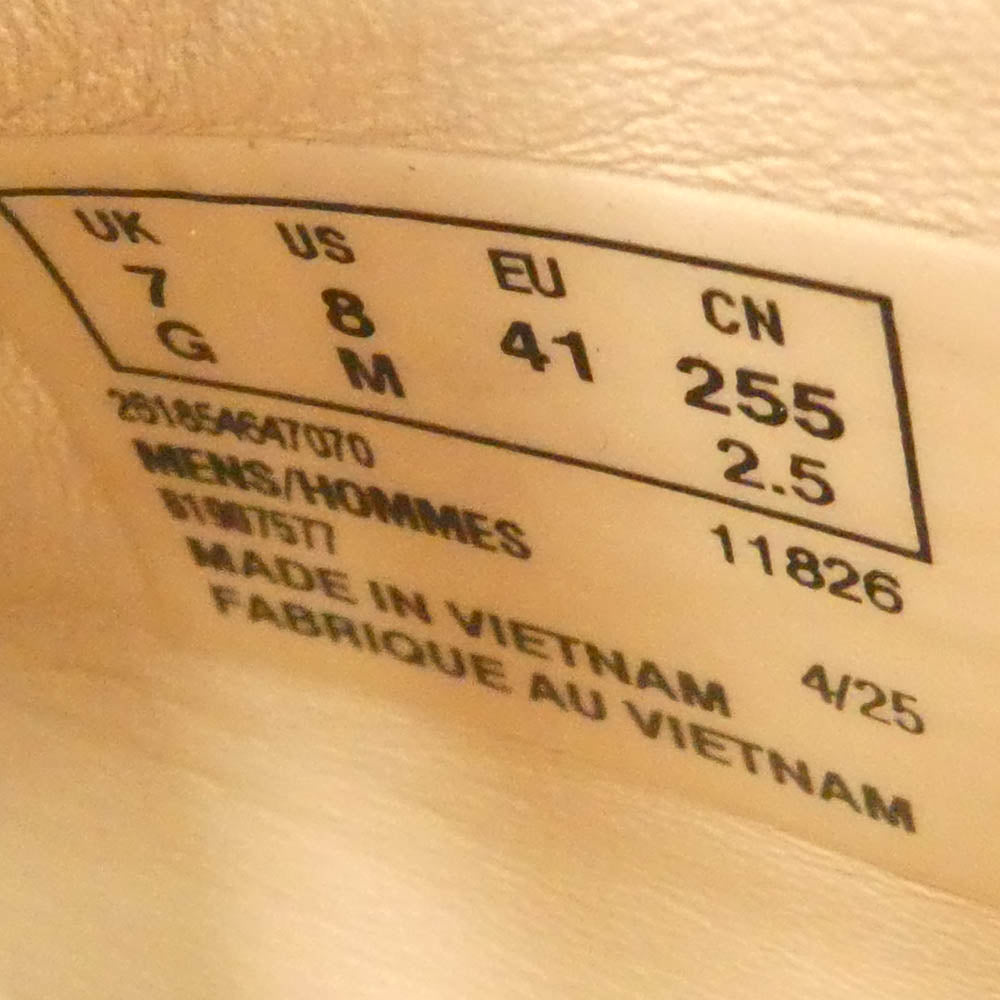 UK US EU CN
7 8 41 255
G M 2.5
261854647070 11826
MENS/HOMMES
MADE IN VIETNAM 4/25
FABRIQUE AU VIETNAM